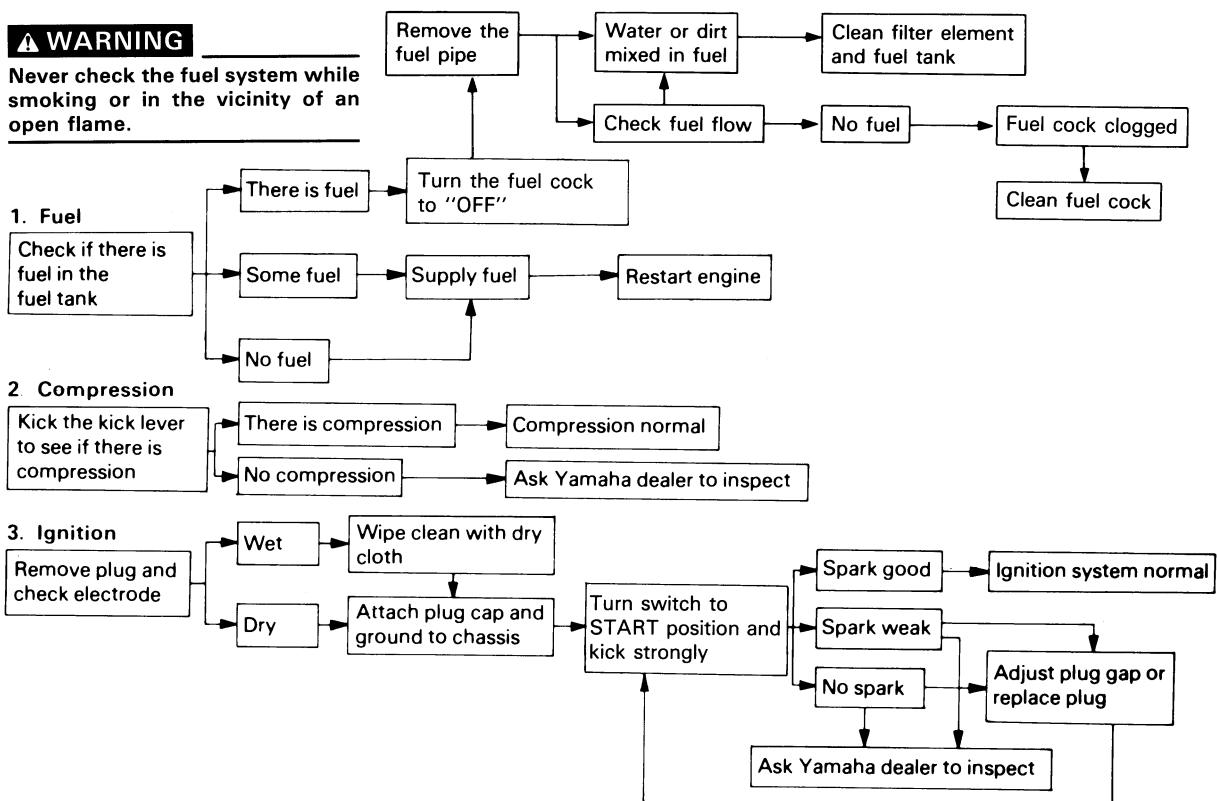 WARNING
Never check the fuel system while
smoking or in the vicinity of an
open flame.
Remove the
fuel pipe
Water or dirt
mixed in fuel
Clean filter element
and fuel tank
Check fuel flow
No fuel
Fuel cock clogged
Clean fuel cock
1. Fuel
Check if there is
fuel in the
fuel tank
There is fuel
Turn the fuel cock
to "OFF"
Some fuel
Supply fuel
Restart engine
No fuel
2 Compression
Kick the kick lever
to see if there is
compression
There is compression
Compression normal
No compression
Ask Yamaha dealer to inspect
3. Ignition
Remove plug and
check electrode
Wet
Wipe clean with dry
cloth
Dry
Attach plug cap and
ground to chassis
Turn switch to
START position and
kick strongly
Spark good
Ignition system normal
Spark weak
No spark
Adjust plug gap or
replace plug
Ask Yamaha dealer to inspect